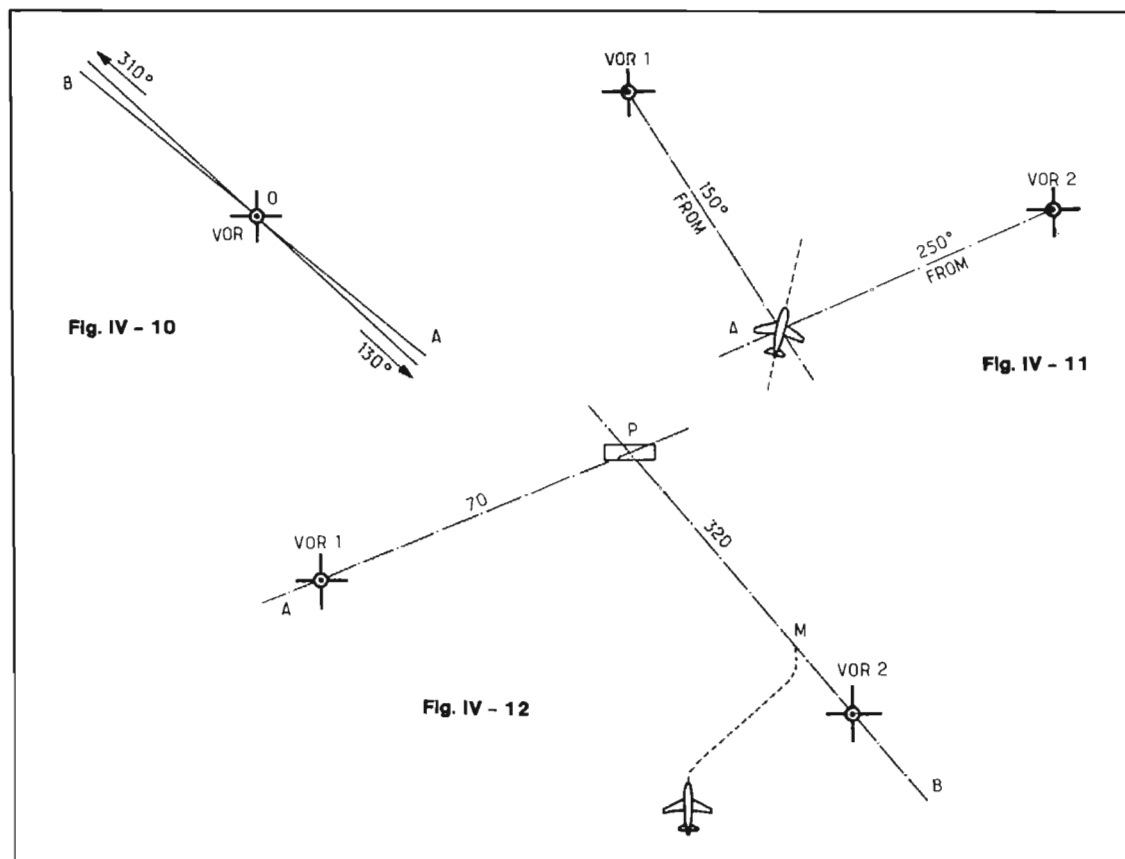 B
310°
O
VOR
A
130°
Fig. IV - 10
VOR 1
150°
FROM
VOR 2
250°
FROM
A
Fig. IV - 11
P
70
VOR 1
A
320
M
VOR 2
B
Fig. IV - 12